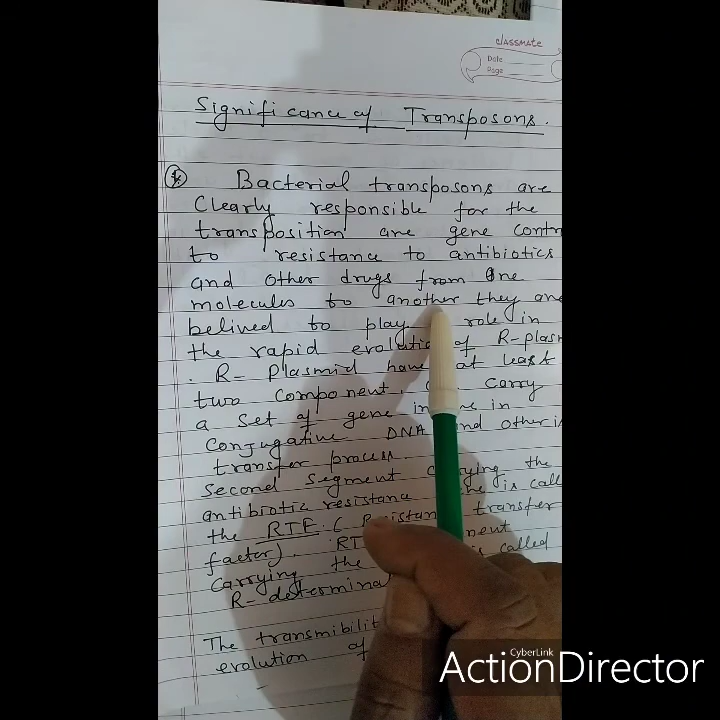 classmate
Date
Page
Significance of Transposons.
Bacterial transposons are
Clearly responsible for the
transposition are gene contr
to resistance to antibiotics
and other drugs from one
molecules to another they are
belived to play role in
the rapid evolutio of R-plasm
. R- Plasmid have at least
two component. carry
a set of gene in in
Conjugative DNA and other i
transfer process
Second segment carrying the
antibiotic resistance is call
the RTF ( Resistan transfer
factor). RT nent
Carrying the is called
R-determina
The transmibilit
evolution of
CyberLink
ActionDirector